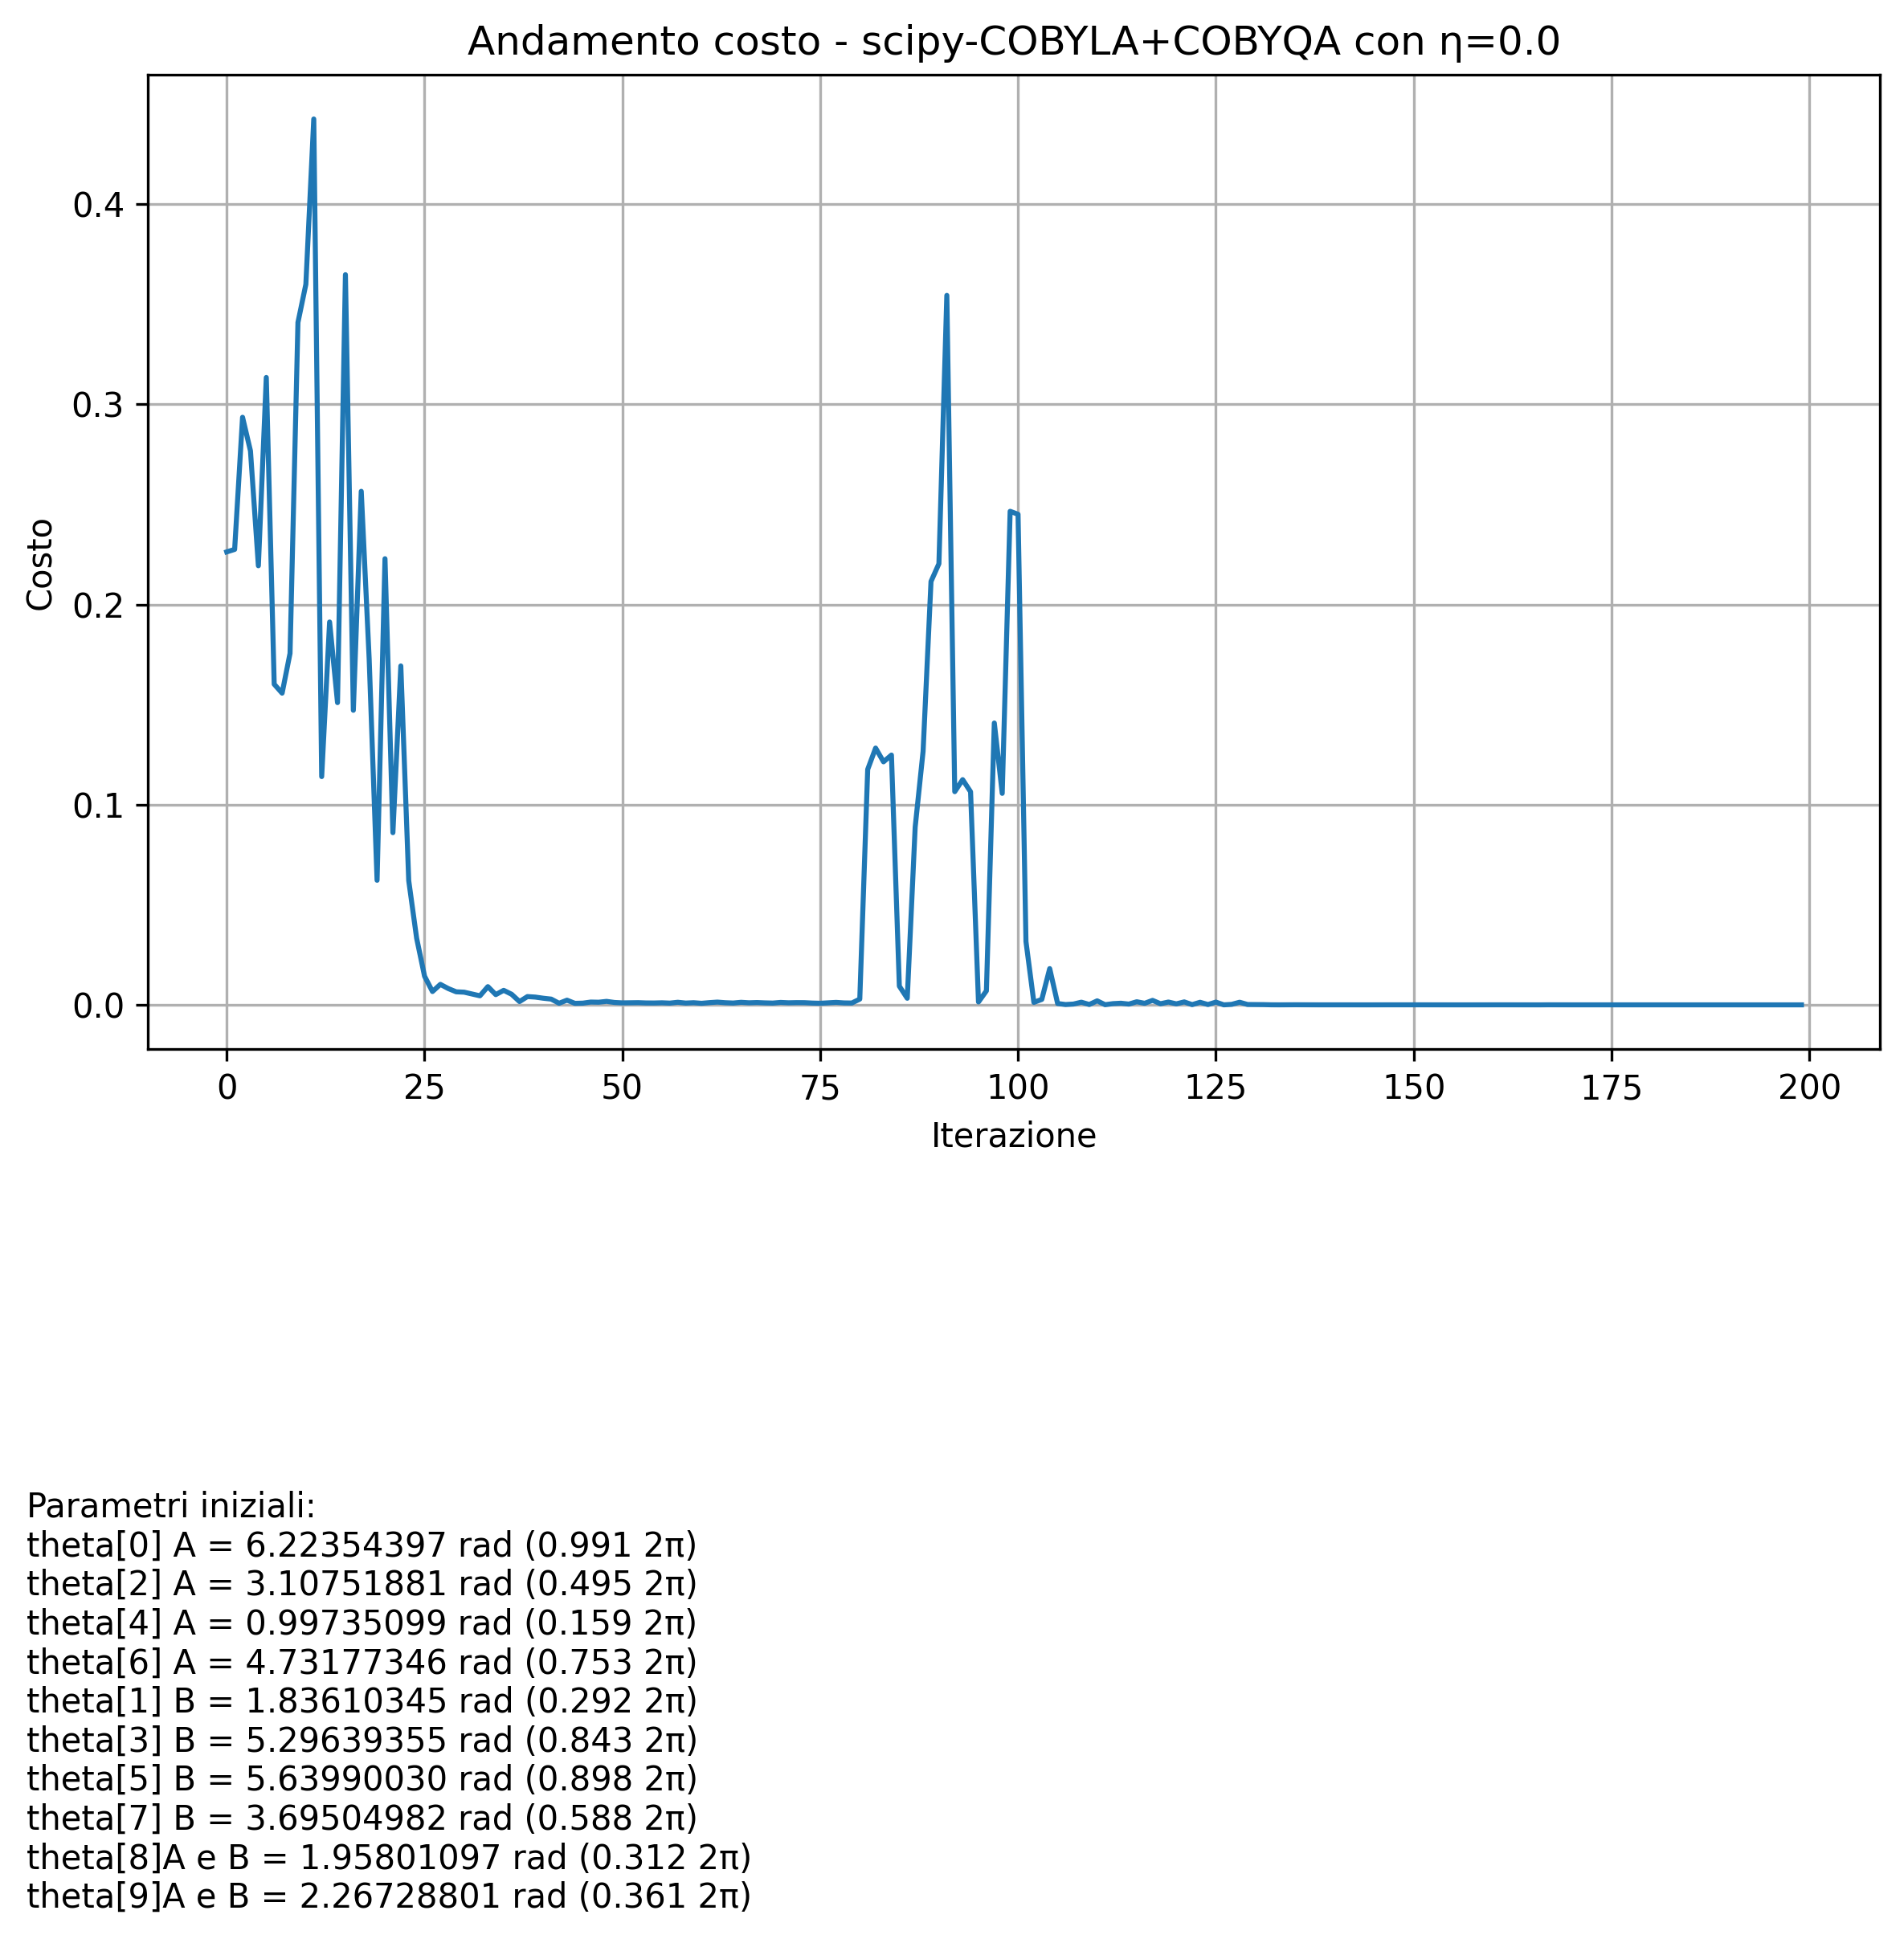 Andamento costo - scipy-COBYLA+COBYQA con η=0.0
0.4
0.3
0.2
0.1
0.0
Costo
0 25 50 75 100 125 150 175 200
Iterazione
Parametri iniziali:
theta[0] A = 6.22354397 rad (0.991 2π)
theta[2] A = 3.10751881 rad (0.495 2π)
theta[4] A = 0.99735099 rad (0.159 2π)
theta[6] A = 4.73177346 rad (0.753 2π)
theta[1] B = 1.83610345 rad (0.292 2π)
theta[3] B = 5.29639355 rad (0.843 2π)
theta[5] B = 5.63990030 rad (0.898 2π)
theta[7] B = 3.69504982 rad (0.588 2π)
theta[8]A e B = 1.95801097 rad (0.312 2π)
theta[9]A e B = 2.26728801 rad (0.361 2π)